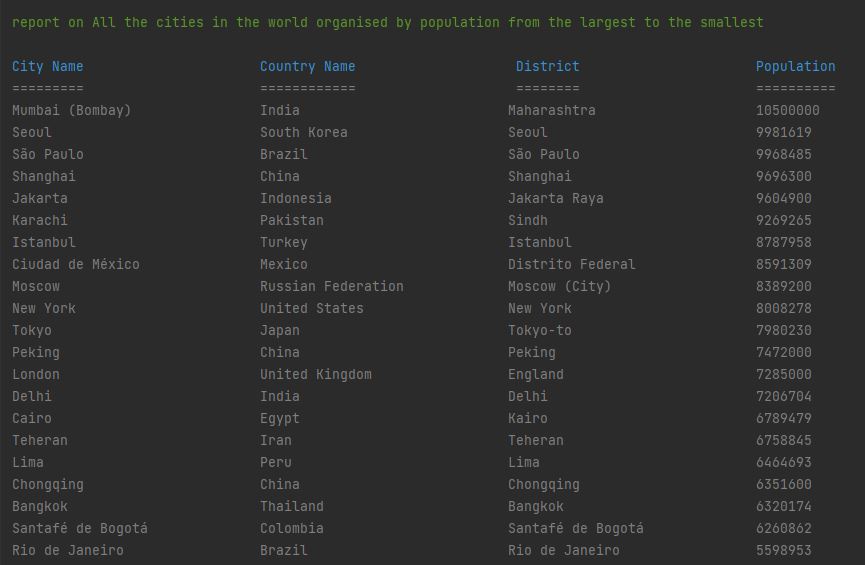 report on All the cities in the world organised by population from the largest to the smallest
City Name Country Name District Population
========= ============ ======== ==========
Mumbai (Bombay) India Maharashtra 10500000
Seoul South Korea Seoul 9981619
São Paulo Brazil São Paulo 9968485
Shanghai China Shanghai 9696300
Jakarta Indonesia Jakarta Raya 9604900
Karachi Pakistan Sindh 9269265
Istanbul Turkey Istanbul 8787958
Ciudad de México Mexico Distrito Federal 8591309
Moscow Russian Federation Moscow (City) 8389200
New York United States New York 8008278
Tokyo Japan Tokyo-to 7980230
Peking China Peking 7472000
London United Kingdom England 7285000
Delhi India Delhi 7206704
Cairo Egypt Kairo 6789479
Teheran Iran Teheran 6758845
Lima Peru Lima 6464693
Chongqing China Chongqing 6351600
Bangkok Thailand Bangkok 6320174
Santafé de Bogotá Colombia Santafé de Bogotá 6260862
Rio de Janeiro Brazil Rio de Janeiro 5598953